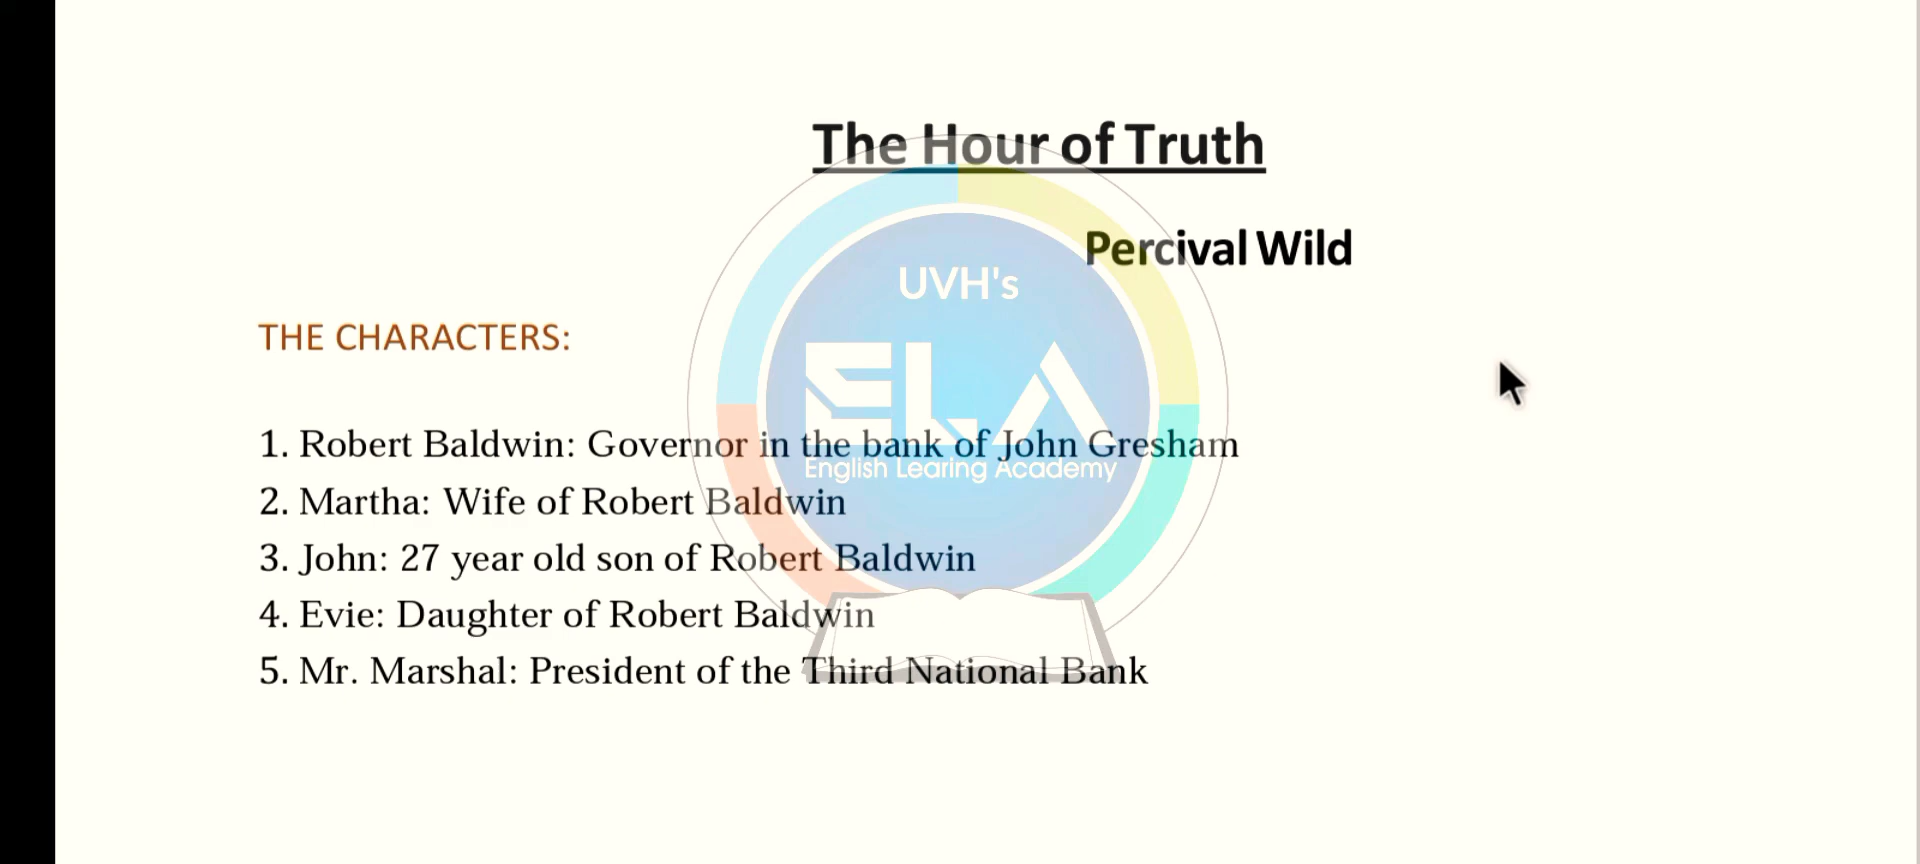 The Hour of Truth
Percival Wild
UVH's
THE CHARACTERS:
ELA
1. Robert Baldwin: Governor in the bank of John Gresham
English Learing Academy
2. Martha: Wife of Robert Baldwin
3. John: 27 year old son of Robert Baldwin
4. Evie: Daughter of Robert Baldwin
5. Mr. Marshal: President of the Third National Bank